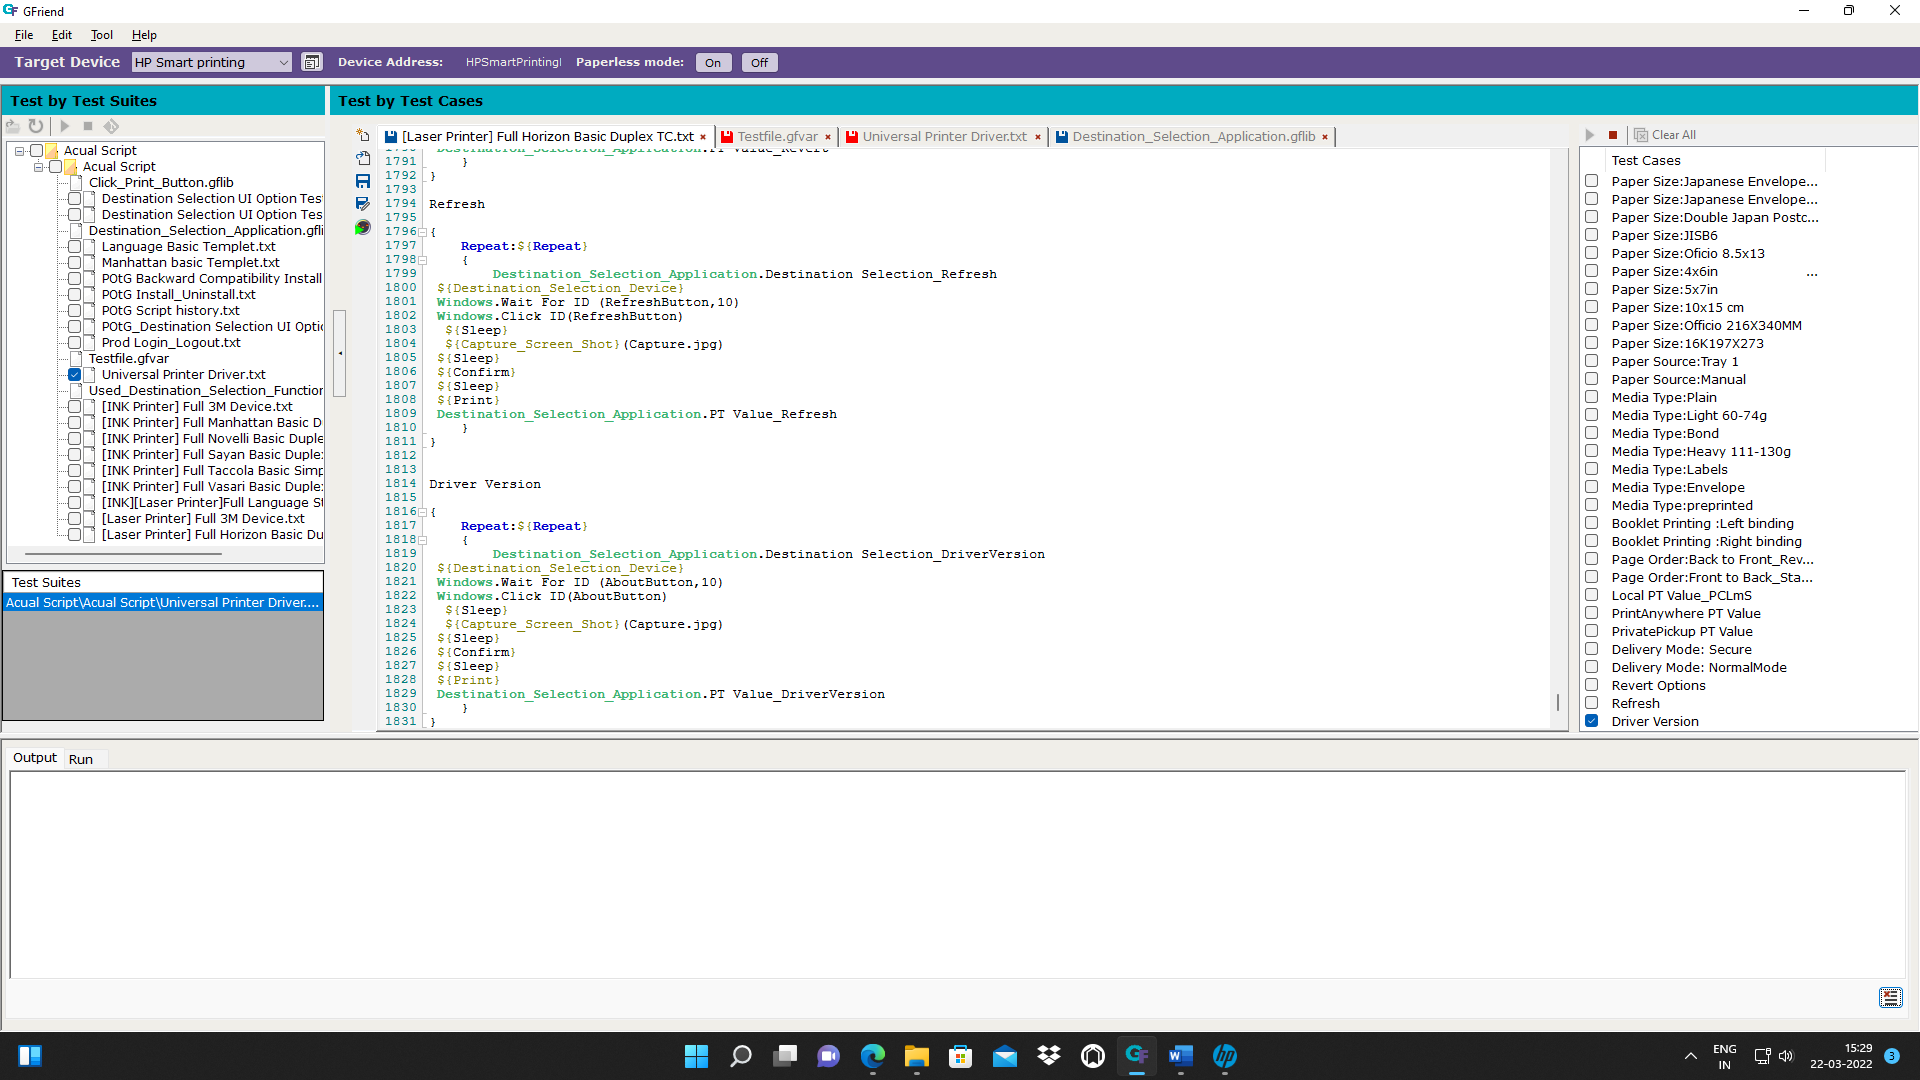 GFriend
File Edit Tool Help
Target Device HP Smart printing Device Address: HPSmartPrintingI Paperless mode: On Off
Test by Test Suites
Acual Script
Acual Script
Click_Print_Button.gflib
Destination Selection UI Option Tes
Destination Selection UI Option Tes
Destination_Selection_Application.gfli
Language Basic Templet.txt
Manhattan basic Templet.txt
POtG Backward Compatibility Install
POtG Install_Uninstall.txt
POtG Script history.txt
POtG_Destination Selection UI Optic
Prod Login_Logout.txt
Testfile.gfvar
Universal Printer Driver.txt
Used_Destination_Selection_Function
[INK Printer] Full 3M Device.txt
[INK Printer] Full Manhattan Basic D
[INK Printer] Full Novelli Basic Duple
[INK Printer] Full Sayan Basic Duple
[INK Printer] Full Taccola Basic Simp
[INK Printer] Full Vasari Basic Duple
[INK][Laser Printer]Full Language S
[Laser Printer] Full 3M Device.txt
[Laser Printer] Full Horizon Basic Du
Test Suites
Acual Script\Acual Script\Universal Printer Driver....
Test by Test Cases
[Laser Printer] Full Horizon Basic Duplex TC.txt × Testfile.gfvar × Universal Printer Driver.txt × Destination_Selection_Application.gflib ×
1790 Destination_Selection_Application.PT Value_Revert
1791 }
1792 }
1793
1794 Refresh
1795
1796 {
1797 Repeat:${Repeat}
1798 {
1799 Destination_Selection_Application.Destination Selection_Refresh
1800 ${Destination_Selection_Device}
1801 Windows.Wait For ID (RefreshButton,10)
1802 Windows.Click ID(RefreshButton)
1803 ${Sleep}
1804 ${Capture_Screen_Shot}(Capture.jpg)
1805 ${Sleep}
1806 ${Confirm}
1807 ${Sleep}
1808 ${Print}
1809 Destination_Selection_Application.PT Value_Refresh
1810 }
1811 }
1812
1813
1814 Driver Version
1815
1816 {
1817 Repeat:${Repeat}
1818 {
1819 Destination_Selection_Application.Destination Selection_DriverVersion
1820 ${Destination_Selection_Device}
1821 Windows.Wait For ID (AboutButton,10)
1822 Windows.Click ID(AboutButton)
1823 ${Sleep}
1824 ${Capture_Screen_Shot}(Capture.jpg)
1825 ${Sleep}
1826 ${Confirm}
1827 ${Sleep}
1828 ${Print}
1829 Destination_Selection_Application.PT Value_DriverVersion
1830 }
1831 }
Clear All
Test Cases
Paper Size:Japanese Envelope...
Paper Size:Japanese Envelope...
Paper Size:Double Japan Postc...
Paper Size:JISB6
Paper Size:Oficio 8.5x13
Paper Size:4x6in ...
Paper Size:5x7in
Paper Size:10x15 cm
Paper Size:Officio 216X340MM
Paper Size:16K197X273
Paper Source:Tray 1
Paper Source:Manual
Media Type:Plain
Media Type:Light 60-74g
Media Type:Bond
Media Type:Heavy 111-130g
Media Type:Labels
Media Type:Envelope
Media Type:preprinted
Booklet Printing :Left binding
Booklet Printing :Right binding
Page Order:Back to Front_Rev...
Page Order:Front to Back_Sta...
Local PT Value_PCLmS
PrintAnywhere PT Value
PrivatePickup PT Value
Delivery Mode: Secure
Delivery Mode: NormalMode
Revert Options
Refresh
Driver Version
Output Run
ENG
IN
15:29
22-03-2022
3